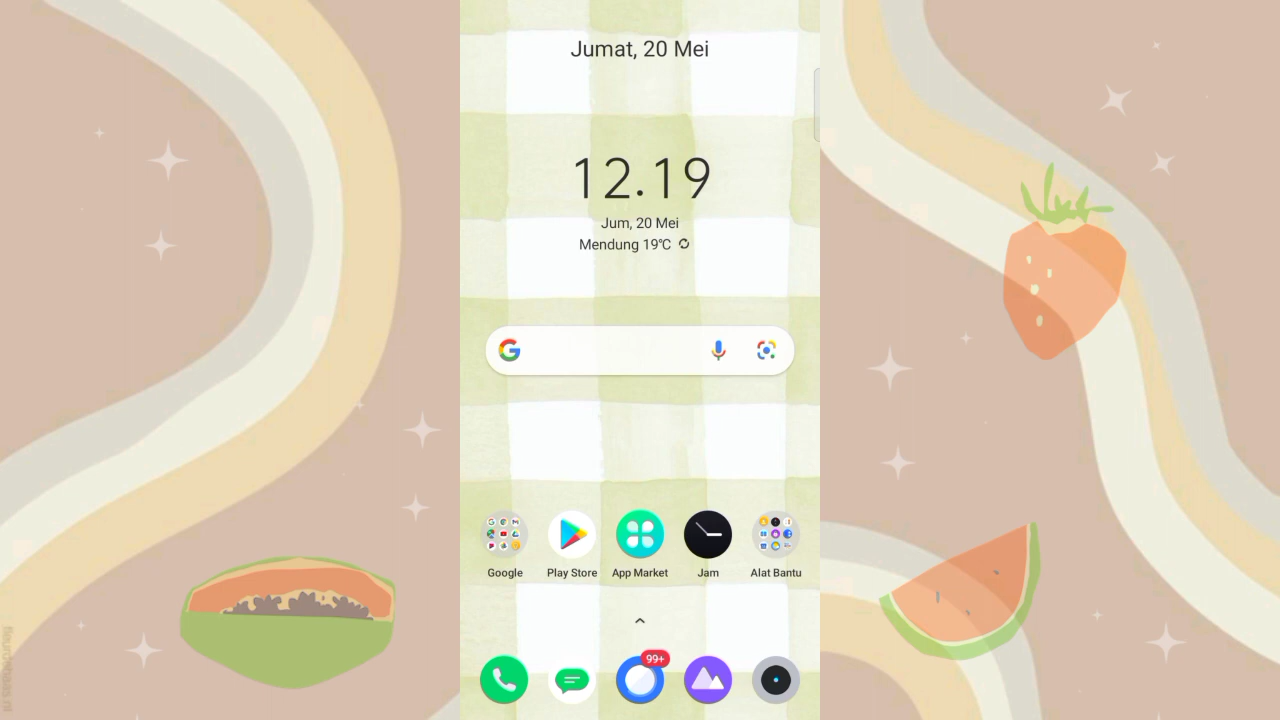 Jumat, 20 Mei
12.19
Jum, 20 Mei
Mendung 19°C
Google
Play Store
App Market
Jam
Alat Bantu
99+